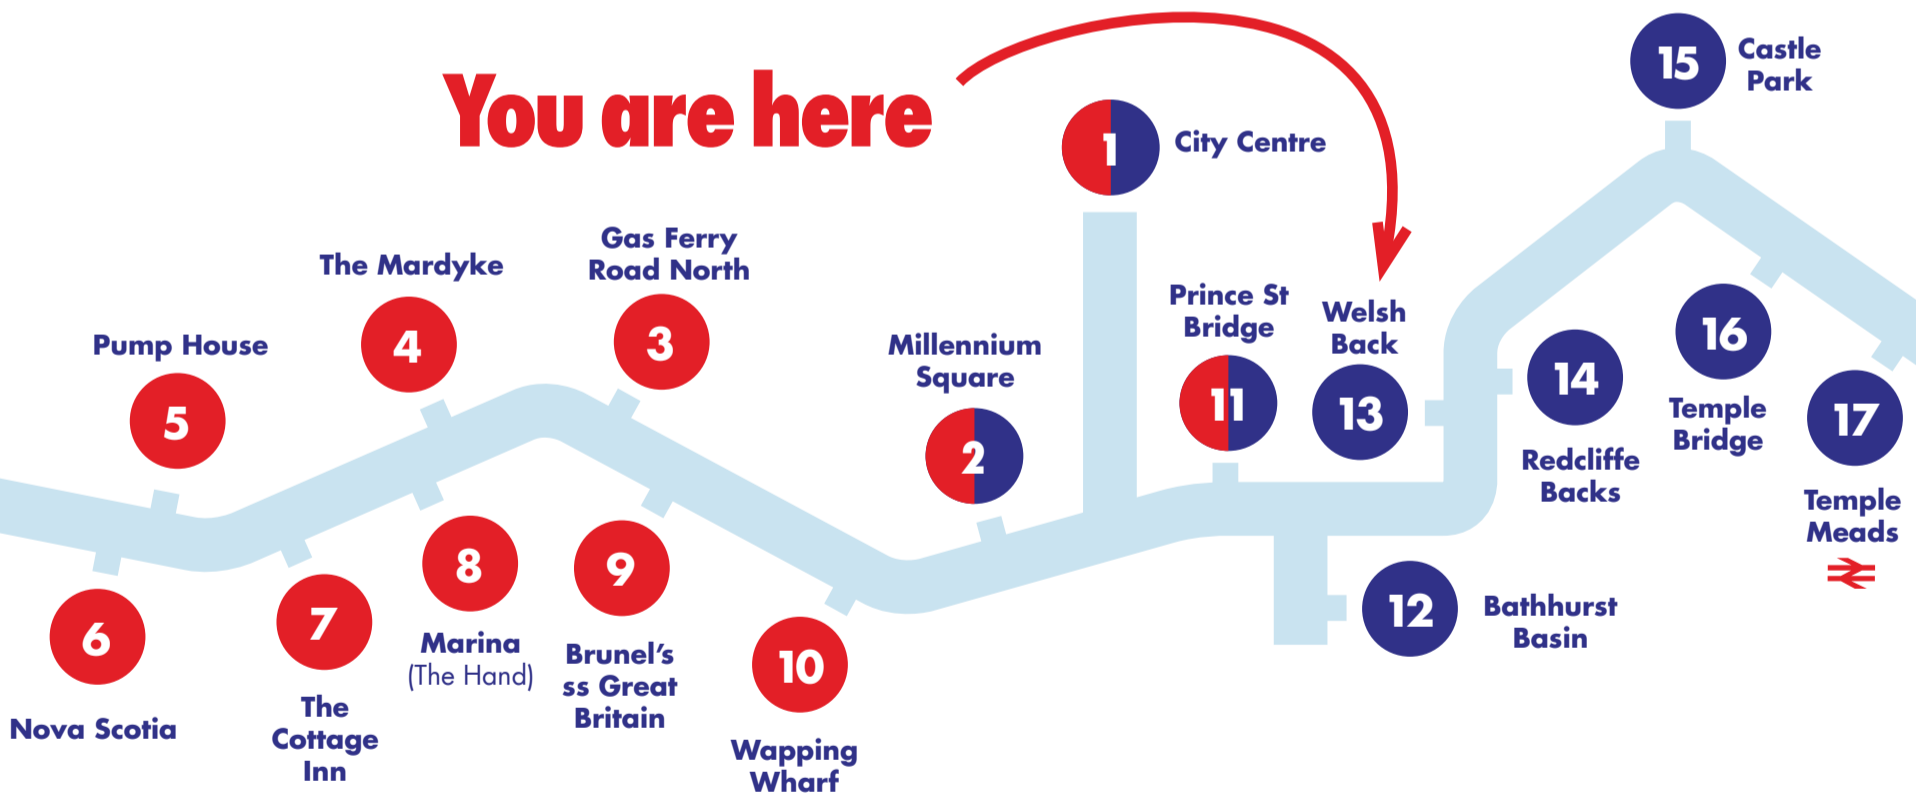 You are here
1
City Centre
15
Castle
Park
Gas Ferry
Road North
3
The Mardyke
4
Pump House
5
Millennium
Square
2
Prince St
Bridge
11
Welsh
Back
13
14
Redcliffe
Backs
16
Temple
Bridge
17
Temple
Meads
6
Nova Scotia
7
The
Cottage
Inn
8
Marina
(The Hand)
9
Brunel's
ss Great
Britain
10
Wapping
Wharf
12
Bathhurst
Basin